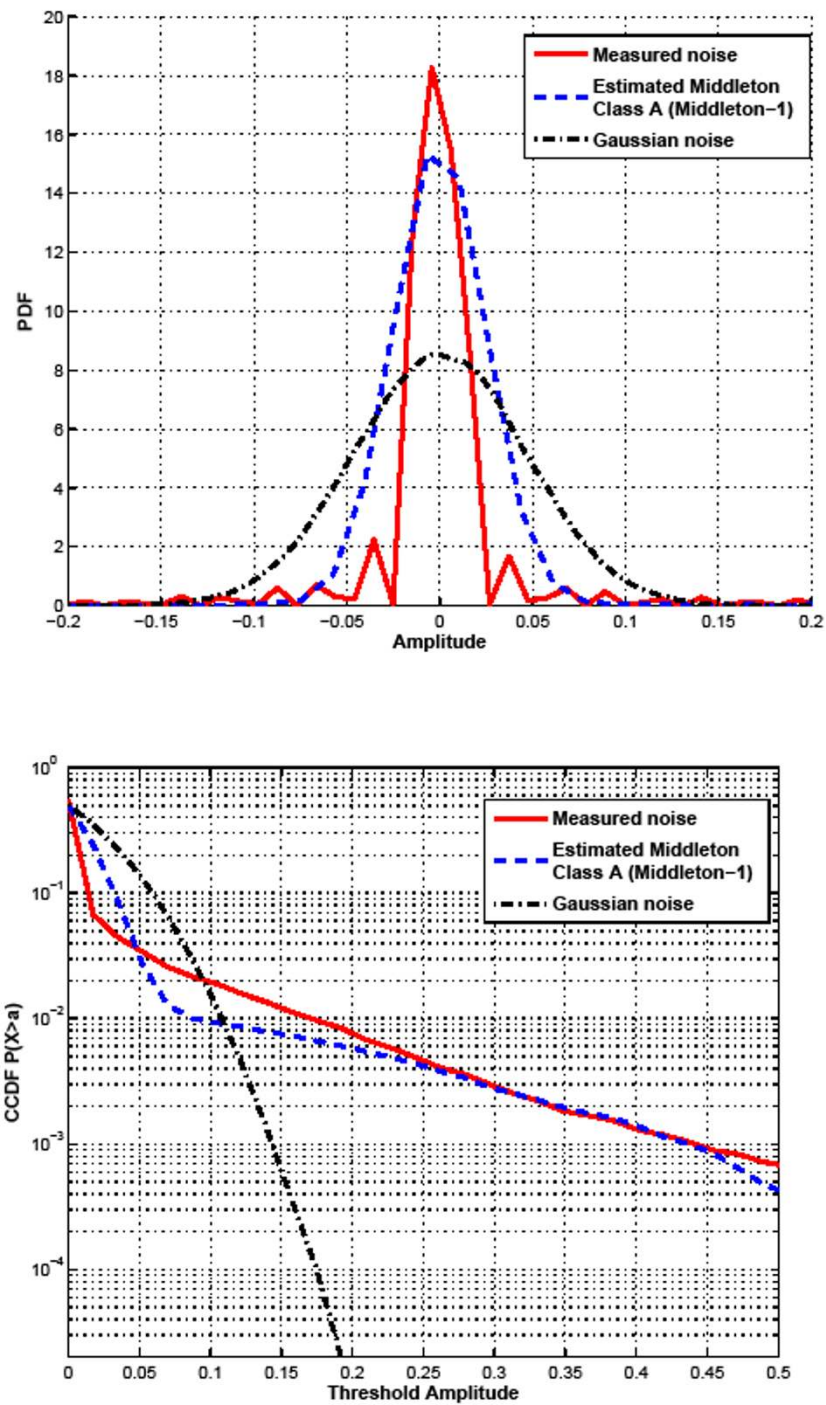 20
18
16
14
12
10
8
6
4
2
0
PDF
Measured noise
Estimated Middleton
Class A (Middleton−1)
Gaussian noise
−0.2 −0.15 −0.1 −0.05 0 0.05 0.1 0.15 0.2
Amplitude
10^0
10^−1
10^−2
10^−3
10^−4
CCDF P(X>a)
Measured noise
Estimated Middleton
Class A (Middleton−1)
Gaussian noise
0 0.05 0.1 0.15 0.2 0.25 0.3 0.35 0.4 0.45 0.5
Threshold Amplitude